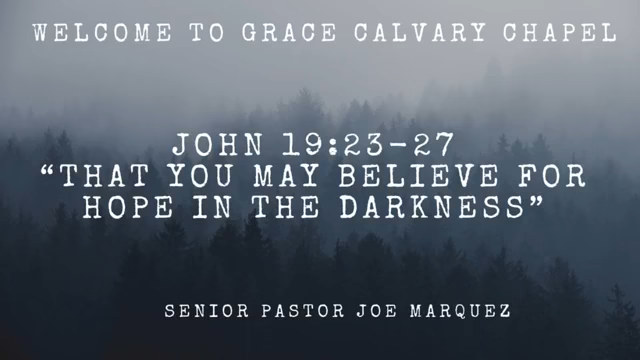 WELCOME TO GRACE CALVARY CHAPEL
JOHN 19:23-27
“THAT YOU MAY BELIEVE FOR
HOPE IN THE DARKNESS”
SENIOR PASTOR JOE MARQUEZ